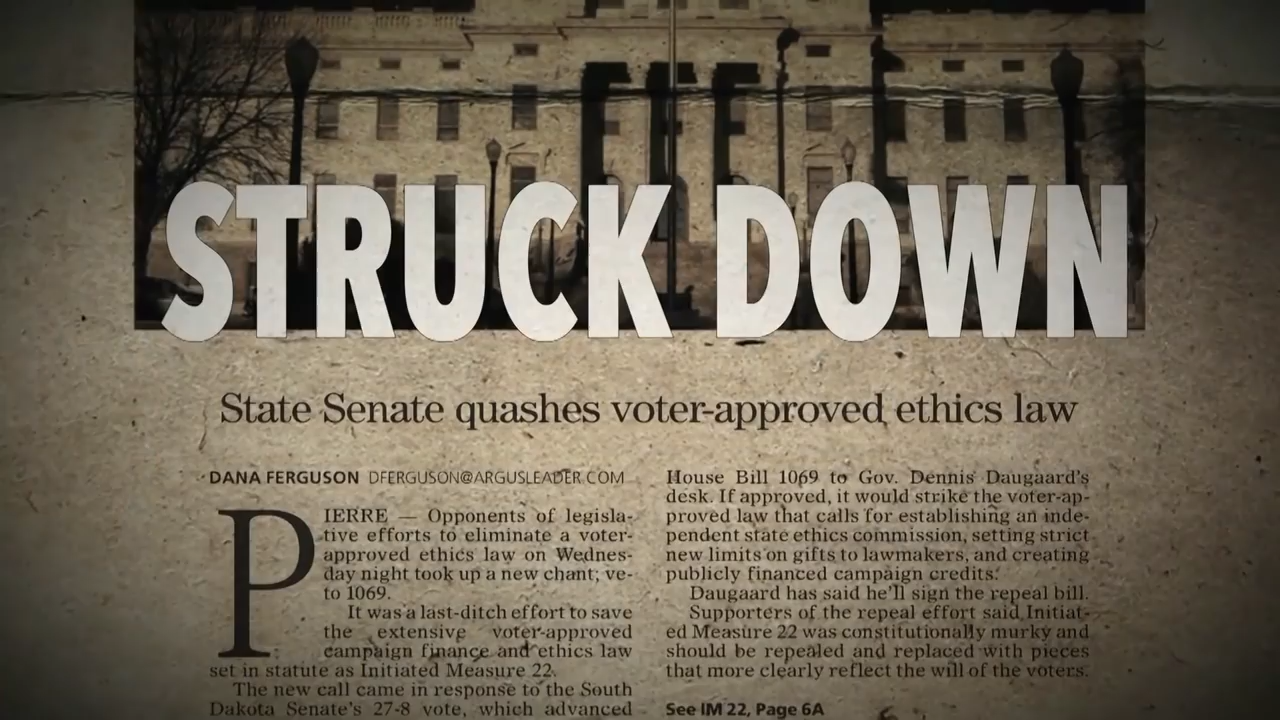 STRUCK DOWN
State Senate quashes voter-approved ethics law
DANA FERGUSON DFERGUSON@ARGUSLEADER.COM
PIERRE — Opponents of legisla-
tive efforts to eliminate a voter-
approved ethics law on Wednes-
day night took up a new chant; ve-
to 1069.
It was a last-ditch effort to save
the extensive voter-approved
campaign finance and ethics law
set in statute as Initiated Measure 22.
The new call came in response to the South
Dakota Senate's 27-8 vote, which advanced
House Bill 1069 to Gov. Dennis Daugaard's
desk. If approved, it would strike the voter-ap-
proved law that calls for establishing an inde-
pendent state ethics commission, setting strict
new limits on gifts to lawmakers, and creating
publicly financed campaign credits.
Daugaard has said he'll sign the repeal bill.
Supporters of the repeal effort said Initiat-
ed Measure 22 was constitutionally murky and
should be repealed and replaced with pieces
that more clearly reflect the will of the voters.
See IM 22, Page 6A